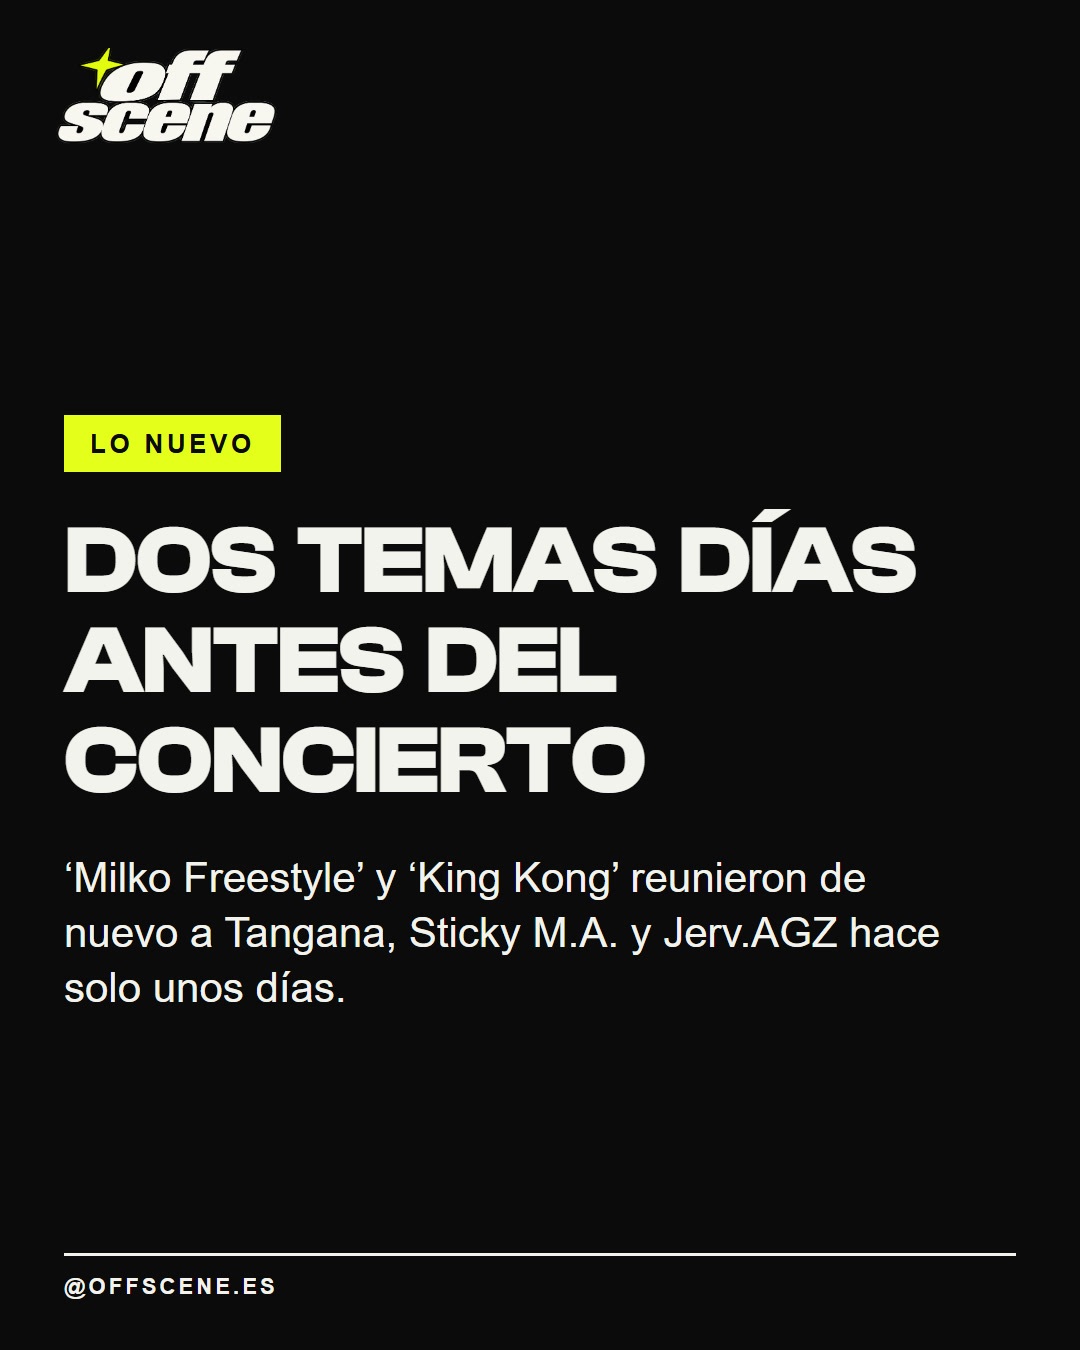 off
scene
LO NUEVO
DOS TEMAS DÍAS
ANTES DEL
CONCIERTO
‘Milko Freestyle’ y ‘King Kong’ reunieron de
nuevo a Tangana, Sticky M.A. y Jerv.AGZ hace
solo unos días.
@OFFSCENE.ES